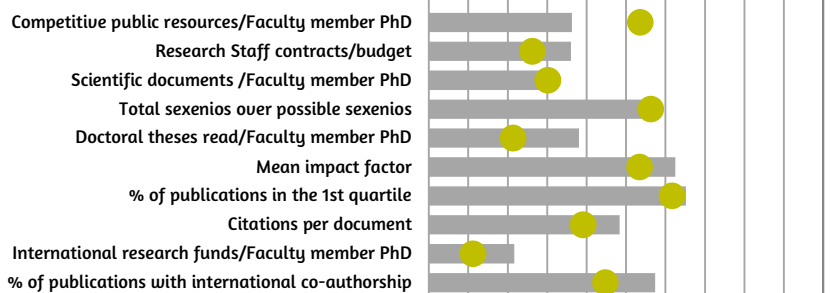 Competitive public resources/Faculty member PhD
Research Staff contracts/budget
Scientific documents /Faculty member PhD
Total sexenios over possible sexenios
Doctoral theses read/Faculty member PhD
Mean impact factor
% of publications in the 1st quartile
Citations per document
International research funds/Faculty member PhD
% of publications with international co-authorship